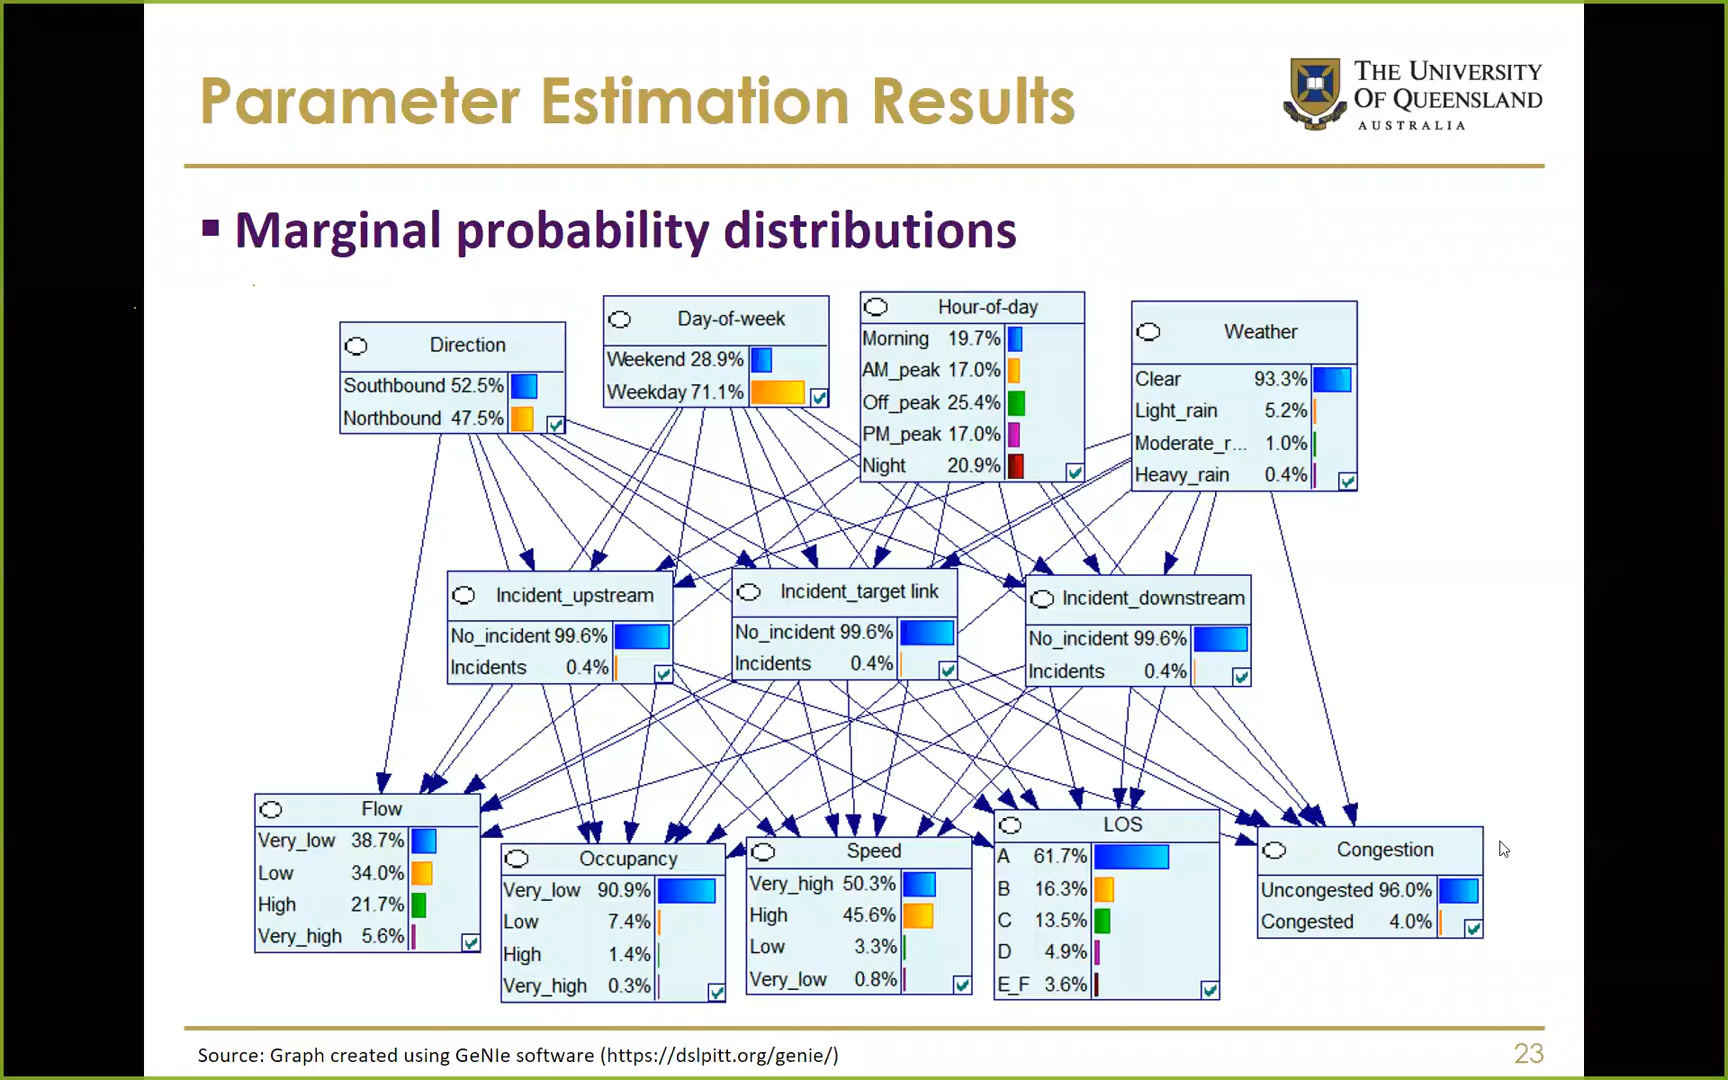 Parameter Estimation Results
THE UNIVERSITY
OF QUEENSLAND
AUSTRALIA
Marginal probability distributions
Direction
Southbound 52.5%
Northbound 47.5%
Day-of-week
Weekend 28.9%
Weekday 71.1%
Hour-of-day
Morning 19.7%
AM_peak 17.0%
Off_peak 25.4%
PM_peak 17.0%
Night 20.9%
Weather
Clear 93.3%
Light_rain 5.2%
Moderate_r... 1.0%
Heavy_rain 0.4%
Incident_upstream
No_incident 99.6%
Incidents 0.4%
Incident_target link
No_incident 99.6%
Incidents 0.4%
Incident_downstream
No_incident 99.6%
Incidents 0.4%
Flow
Very_low 38.7%
Low 34.0%
High 21.7%
Very_high 5.6%
Occupancy
Very_low 90.9%
Low 7.4%
High 1.4%
Very_high 0.3%
Speed
Very_high 50.3%
High 45.6%
Low 3.3%
Very_low 0.8%
LOS
A 61.7%
B 16.3%
C 13.5%
D 4.9%
E_F 3.6%
Congestion
Uncongested 96.0%
Congested 4.0%
Source: Graph created using GeNIe software (https://dslpitt.org/genie/)
23